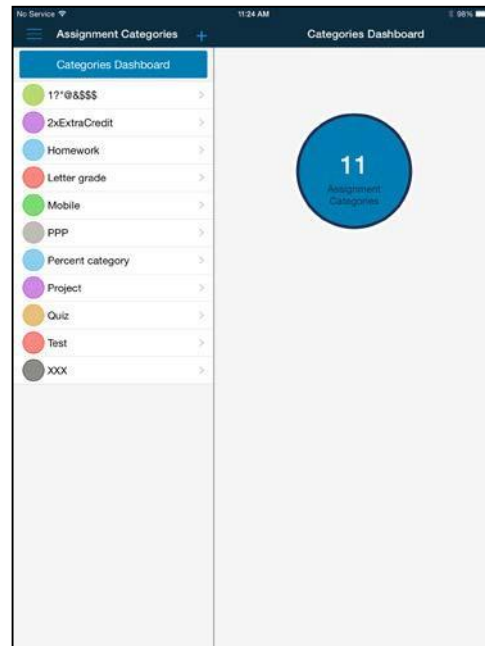 No Service 11:24 AM 98%
Assignment Categories +
Categories Dashboard
Categories Dashboard
1?*@&$$$
2xExtraCredit
Homework
Letter grade
Mobile
PPP
Percent category
Project
Quiz
Test
XXX
11
Assignment
Categories